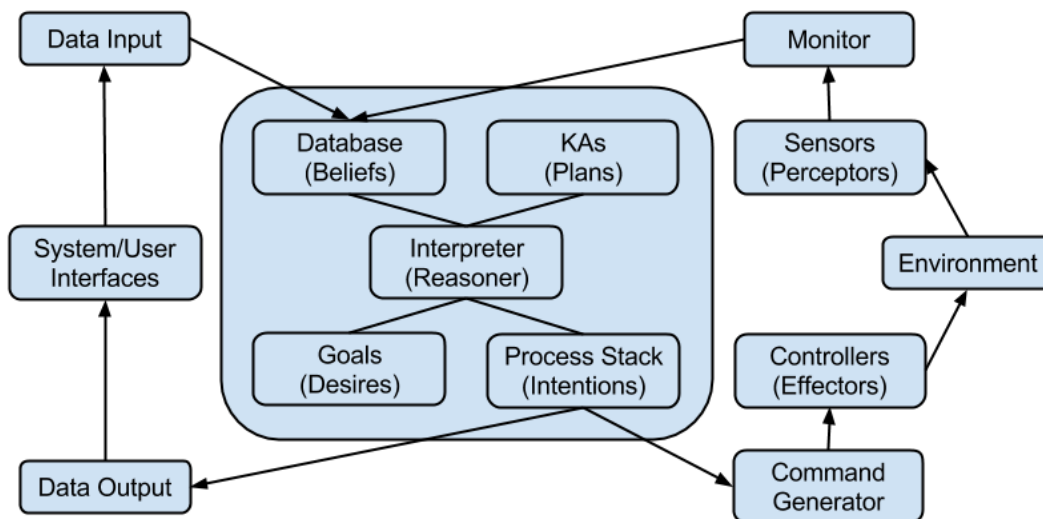 Data Input
Monitor
Database
(Beliefs)
KAs
(Plans)
Sensors
(Perceptors)
System/User
Interfaces
Interpreter
(Reasoner)
Environment
Goals
(Desires)
Process Stack
(Intentions)
Controllers
(Effectors)
Data Output
Command
Generator